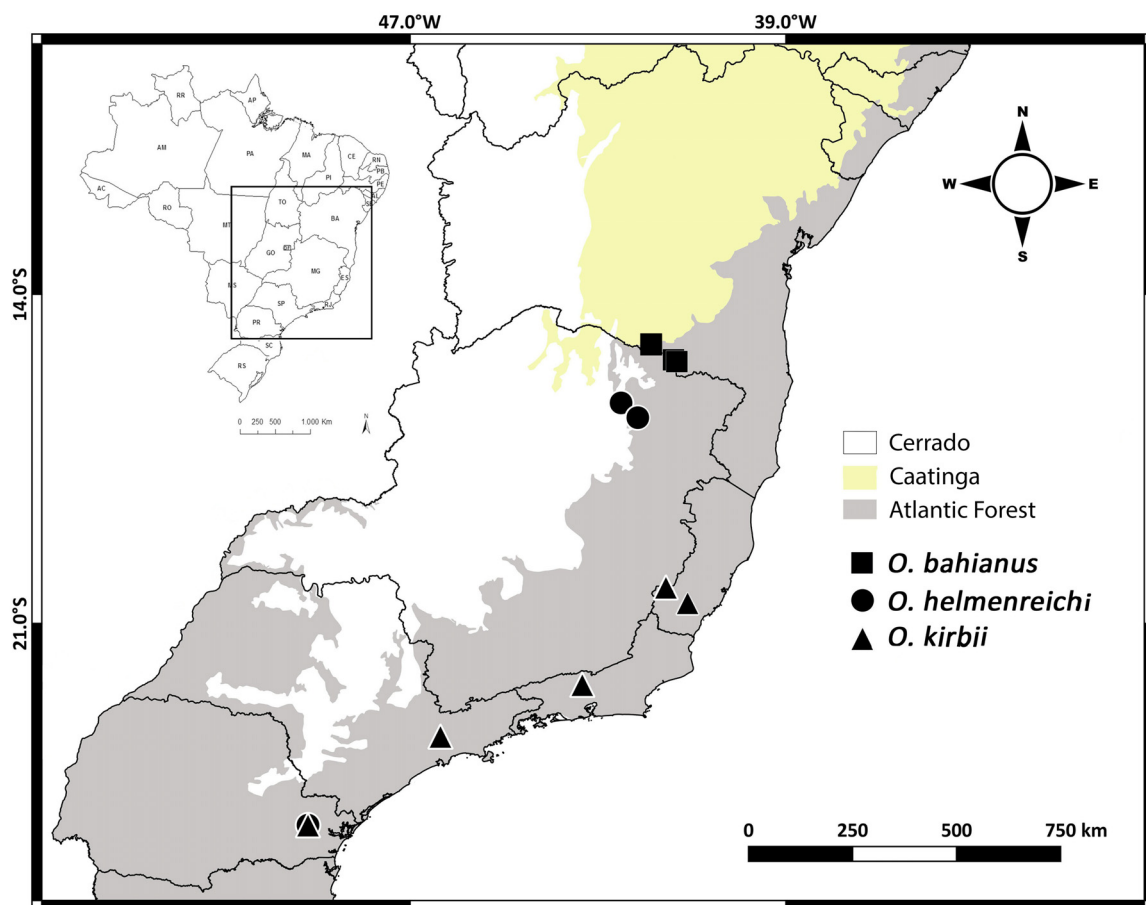 47.0°W
39.0°W
14.0°S
21.0°S
RR
AP
AM
PA
MA
CE
RN
PB
PE
AL
SE
PI
AC
RO
TO
BA
MT
GO
DF
MG
ES
MS
SP
RJ
PR
SC
RS
0 250 500 1.000 Km
N
N
W
E
S
Cerrado
Caatinga
Atlantic Forest
O. bahianus
O. helmenreichi
O. kirbii
0 250 500 750 km